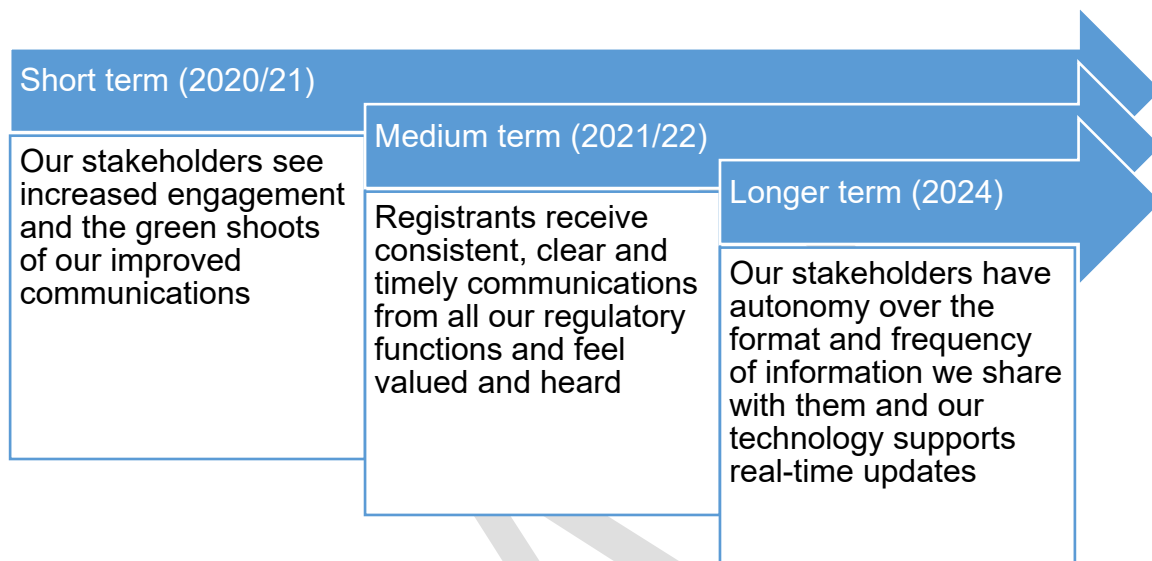 Short term (2020/21)
Our stakeholders see
increased engagement
and the green shoots
of our improved
communications
Medium term (2021/22)
Registrants receive
consistent, clear and
timely communications
from all our regulatory
functions and feel
valued and heard
Longer term (2024)
Our stakeholders have
autonomy over the
format and frequency
of information we share
with them and our
technology supports
real-time updates